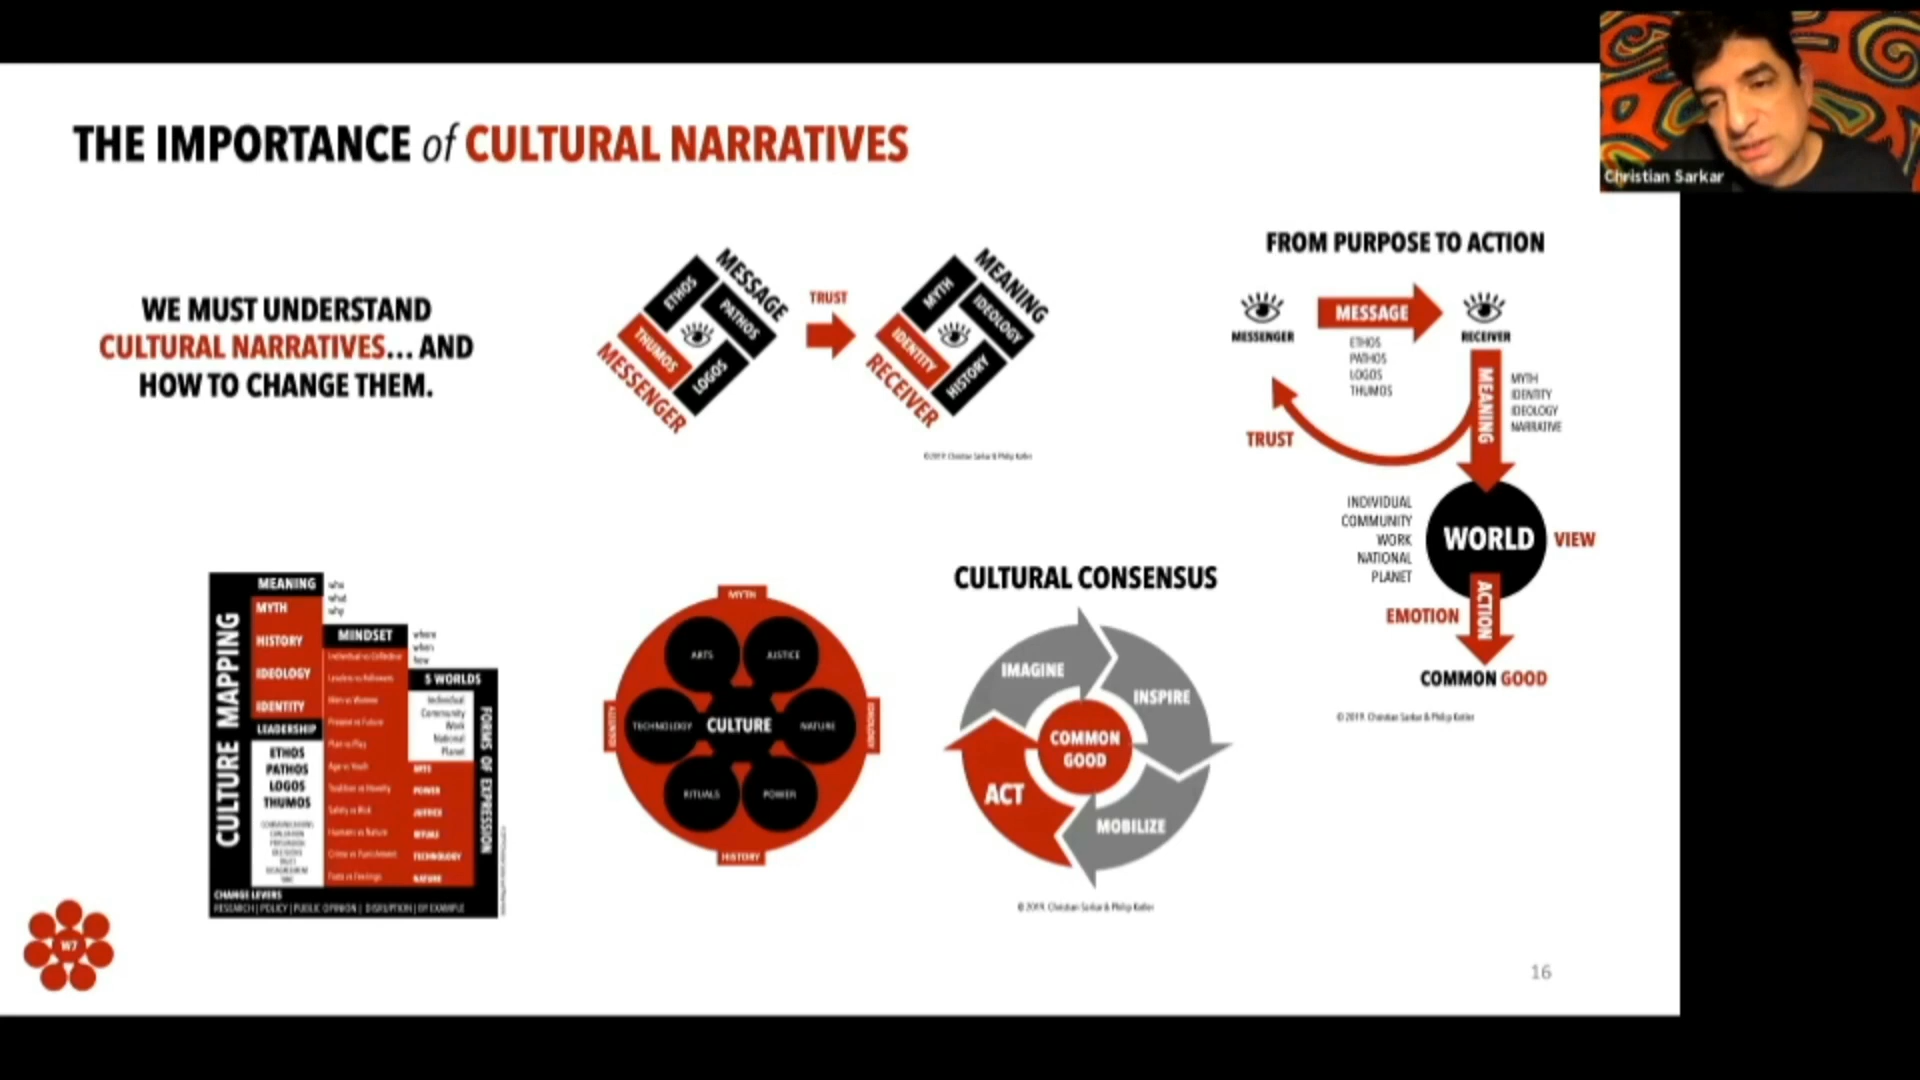 THE IMPORTANCE of CULTURAL NARRATIVES
Christian Sarkar
WE MUST UNDERSTAND
CULTURAL NARRATIVES... AND
HOW TO CHANGE THEM.
MESSAGE
ETHOS
PATHOS
THUMOS
LOGOS
MESSENGER
TRUST
MEANING
MYTH
IDEOLOGY
IDENTITY
HISTORY
RECEIVER
©2019. Christian Sarkar & Philip Kotler
FROM PURPOSE TO ACTION
MESSAGE
MESSENGER
RECEIVER
ETHOS
PATHOS
LOGOS
THUMOS
MEANING
MYTH
IDENTITY
IDEOLOGY
NARRATIVE
TRUST
INDIVIDUAL
COMMUNITY
WORK
NATIONAL
PLANET
WORLD VIEW
EMOTION
ACTION
COMMON GOOD
© 2019. Christian Sarkar & Philip Kotler
CULTURE MAPPING
MEANING
who
what
why
MYTH
HISTORY
IDEOLOGY
IDENTITY
LEADERSHIP
ETHOS
PATHOS
LOGOS
THUMOS
MINDSET
where
when
how
Individual vs Collective
Leaders vs Followers
Men vs Women
Present vs Future
Plan vs Play
Age vs Youth
Tradition vs Novelty
Safety vs Risk
Humans vs Nature
Crime vs Punishment
Facts vs Feelings
5 WORLDS
Individual
Community
Work
National
Planet
ARTS
POWER
JUSTICE
RITUALS
TECHNOLOGY
NATURE
FORMS OF EXPRESSION
CHANGE LEVERS
RESEARCH | POLICY | PUBLIC OPINION | DISRUPTION | BY EXAMPLE
MYTH
ARTS
JUSTICE
IDENTITY
TECHNOLOGY
CULTURE
NATURE
IDEOLOGY
RITUALS
POWER
HISTORY
CULTURAL CONSENSUS
IMAGINE
INSPIRE
COMMON
GOOD
ACT
MOBILIZE
© 2019. Christian Sarkar & Philip Kotler
W7
16